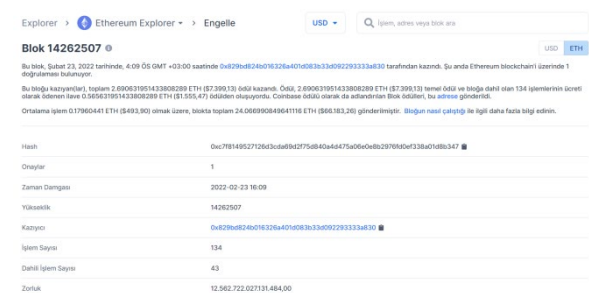 Explorer > Ethereum Explorer > Engelle
USD
İşlem, adres veya blok ara
Blok 14262507
USD ETH
Bu blok, Şubat 23, 2022 tarihinde, 4:09 ÖS GMT +03:00 saatinde 0x829bd824b016326a401d083b33d092293333a830 tarafından kazındı. Şu anda Ethereum blockchain'i üzerinde 1
doğrulaması bulunuyor.
Bu bloğu kazıyan(lar), toplam 2.690631951433808289 ETH ($7.399,13) ödül kazandı. Ödül, 2.690631951433808289 ETH ($7.399,13) temel ödül ve bloğa dahil olan 134 işlemlerinin ücreti
olarak ödenen ilave 0.565631951433808289 ETH ($1.555,47) ödülden oluşuyordu. Coinbase ödülü olarak da adlandırılan Blok ödülleri, bu adrese gönderildi.
Ortalama işlem 0.17960441 ETH ($493,90) olmak üzere, blokta toplam 24.066990849641116 ETH ($66.183,26) gönderilmiştir. Bloğun nasıl çalıştığı ile ilgili daha fazla bilgi edinin.
Hash 0xc7f8149527126d3cda69d2f75d840a4d475a06e0e8b2976fd0ef338a01d8b347
Onaylar 1
Zaman Damgası 2022-02-23 16:09
Yükseklik 14262507
Kazıyıcı 0x829bd824b016326a401d083b33d092293333a830
İşlem Sayısı 134
Dahili İşlem Sayısı 43
Zorluk 12.562.722.027.131.484,00